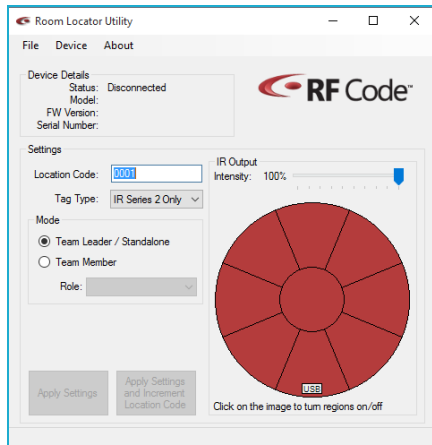 Room Locator Utility
File Device About
Device Details
Status: Disconnected
Model:
FW Version:
Serial Number:
RF Code™
Settings
Location Code: 0001
Tag Type: IR Series 2 Only
Mode
Team Leader / Standalone
Team Member
Role:
Apply Settings
Apply Settings
and Increment
Location Code
IR Output
Intensity: 100%
USB
Click on the image to turn regions on/off